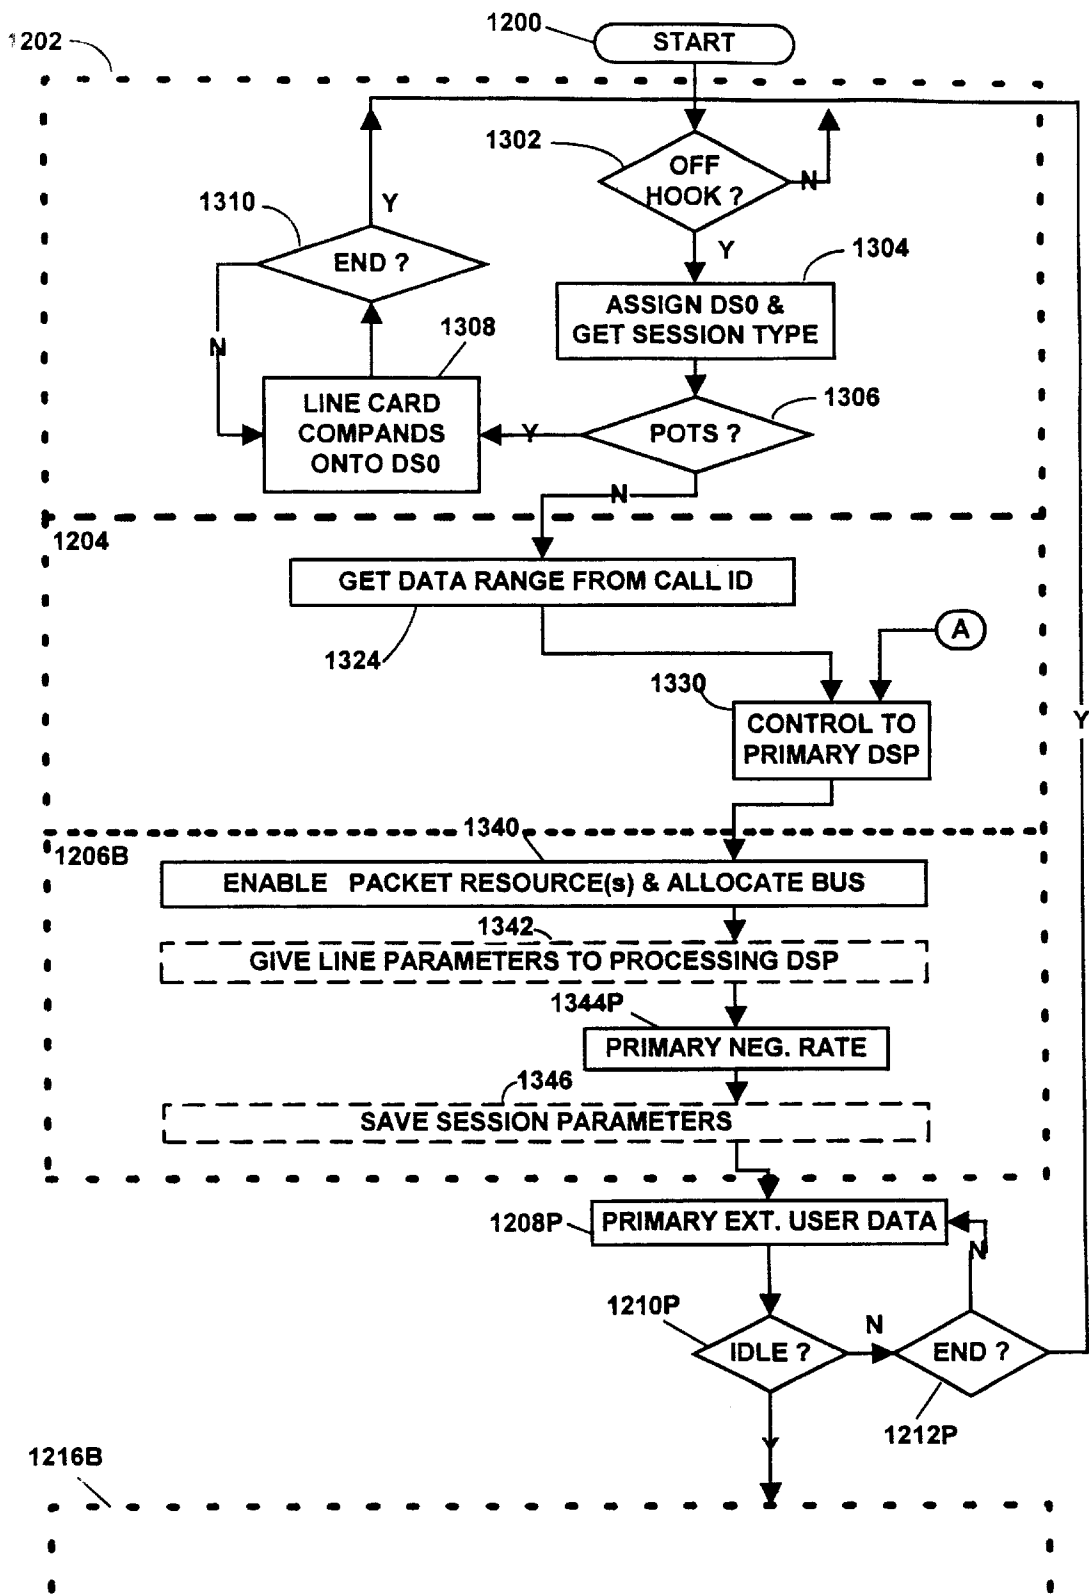 1200
START
1202
1302
OFF
HOOK ?
N
Y
1310
END ?
Y
N
1304
ASSIGN DS0 &
GET SESSION TYPE
1308
LINE CARD
COMPANDS
ONTO DS0
1306
POTS ?
Y
N
1204
GET DATA RANGE FROM CALL ID
1324
A
1330
CONTROL TO
PRIMARY DSP
Y
1340
1206B
ENABLE PACKET RESOURCE(s) & ALLOCATE BUS
1342
GIVE LINE PARAMETERS TO PROCESSING DSP
1344P
PRIMARY NEG. RATE
1346
SAVE SESSION PARAMETERS
1208P
PRIMARY EXT. USER DATA
N
1210P
IDLE ?
N
END ?
1212P
Y
1216B